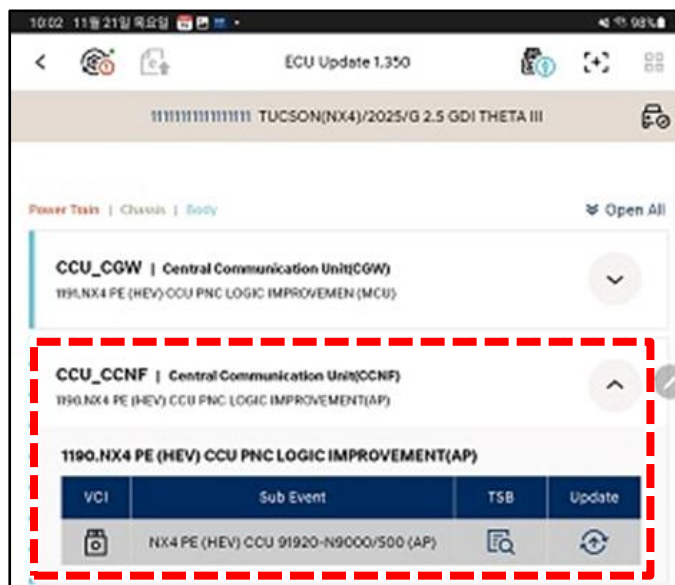 10:02 11월 21일 목요일
98%
ECU Update 1.350
11111111111111111 TUCSON(NX4)/2025/G 2.5 GDI THETA III
Power Train | Chassis | Body
Open All
CCU_CGW | Central Communication Unit(CGW)
1191.NX4 PE (HEV) CCU PNC LOGIC IMPROVEMEN (MCU)
CCU_CCNF | Central Communication Unit(CCNF)
1190.NX4 PE (HEV) CCU PNC LOGIC IMPROVEMENT(AP)
1190.NX4 PE (HEV) CCU PNC LOGIC IMPROVEMENT(AP)
VCI Sub Event TSB Update
NX4 PE (HEV) CCU 91920-N9000/500 (AP)